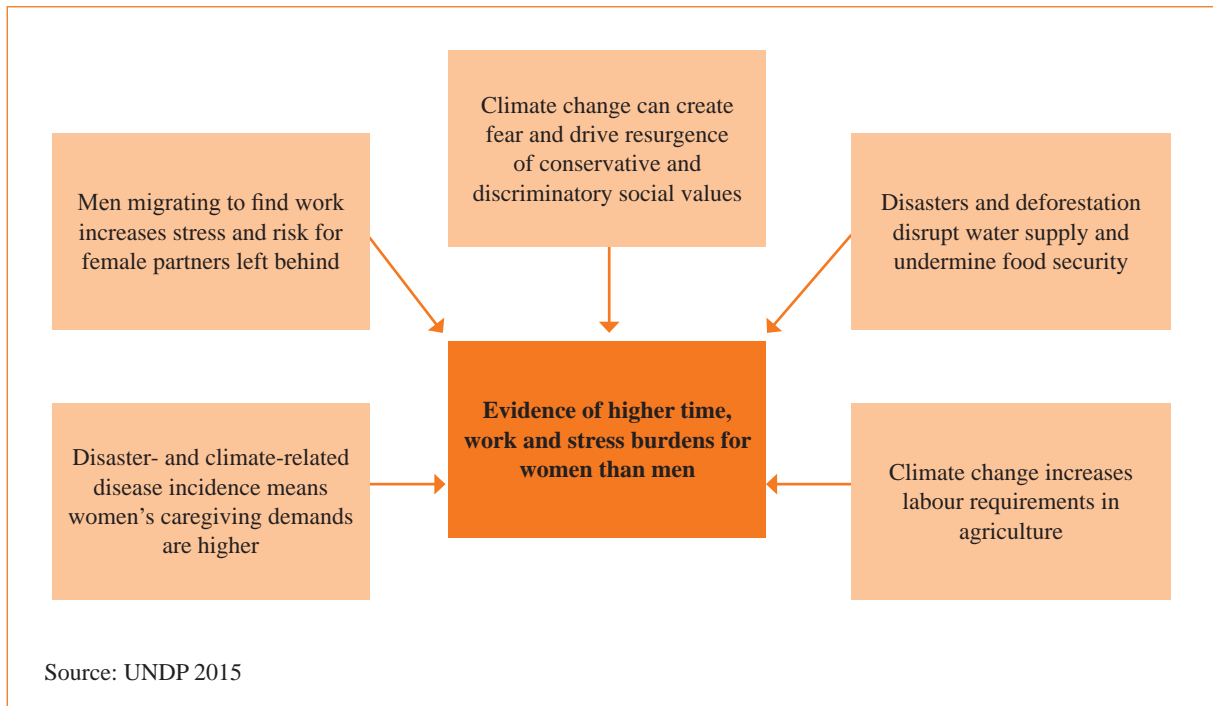 Climate change can create
fear and drive resurgence
of conservative and
discriminatory social values
Men migrating to find work
increases stress and risk for
female partners left behind
Disasters and deforestation
disrupt water supply and
undermine food security
Evidence of higher time,
work and stress burdens for
women than men
Disaster- and climate-related
disease incidence means
women’s caregiving demands
are higher
Climate change increases
labour requirements in
agriculture
Source: UNDP 2015